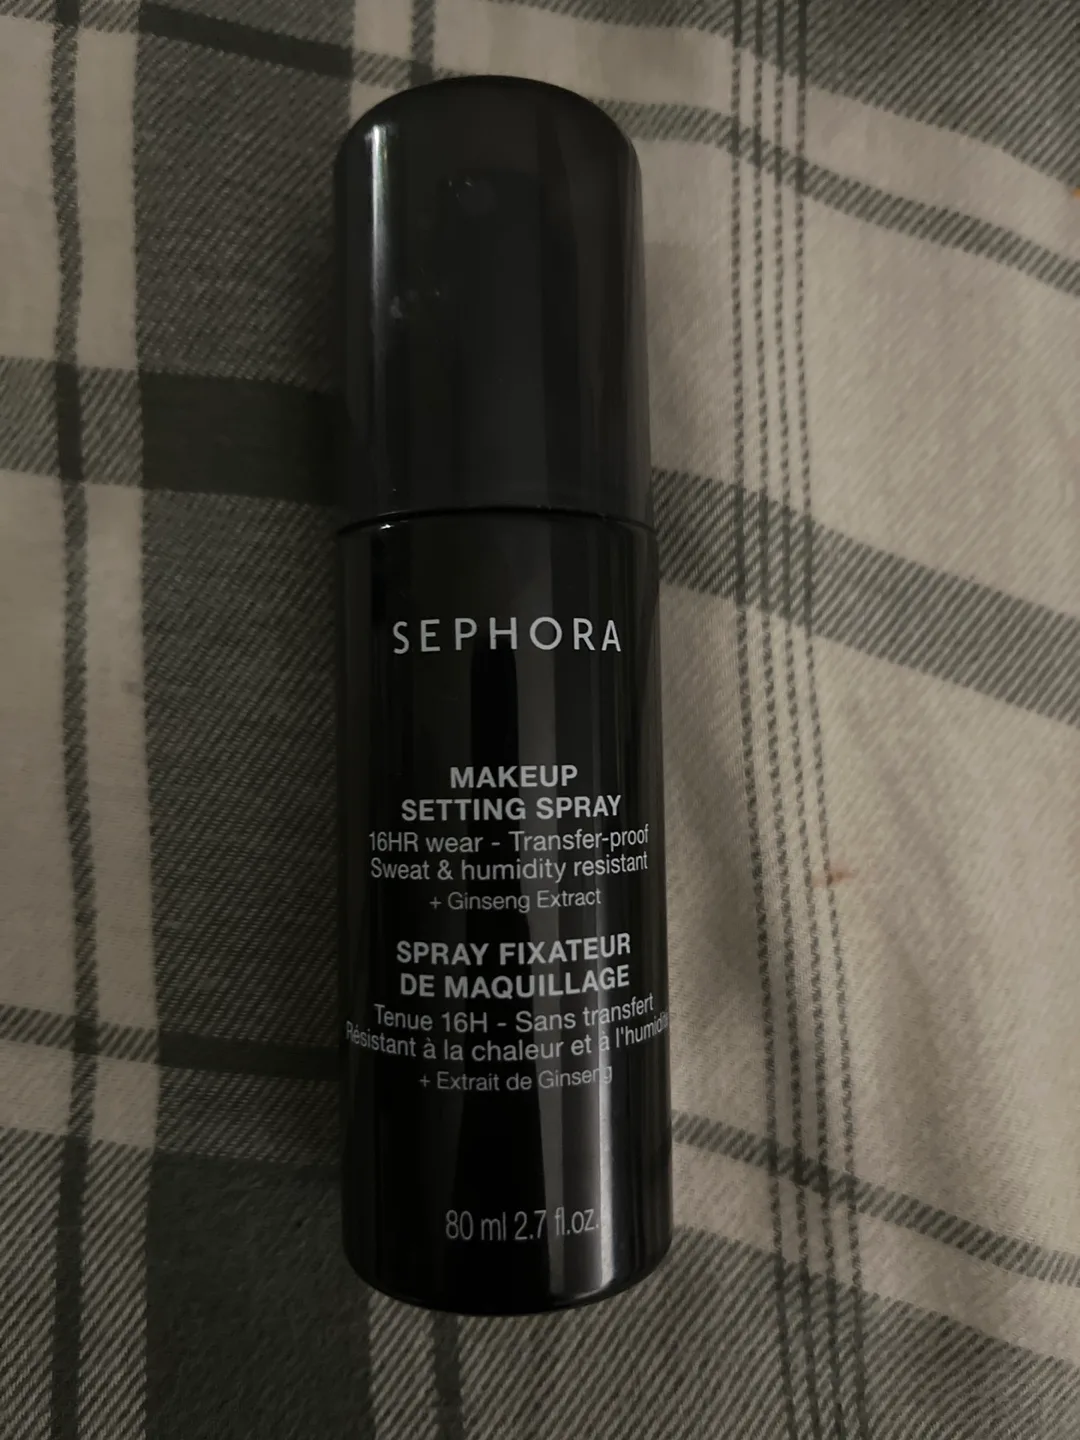 SEPHORA
MAKEUP
SETTING SPRAY
16HR wear - Transfer-proof
Sweat & humidity resistant
+ Ginseng Extract
SPRAY FIXATEUR
DE MAQUILLAGE
Tenue 16H - Sans transfert
Résistant à la chaleur et à l'humidité
+ Extrait de Ginseng
80 ml 2.7 fl.oz.